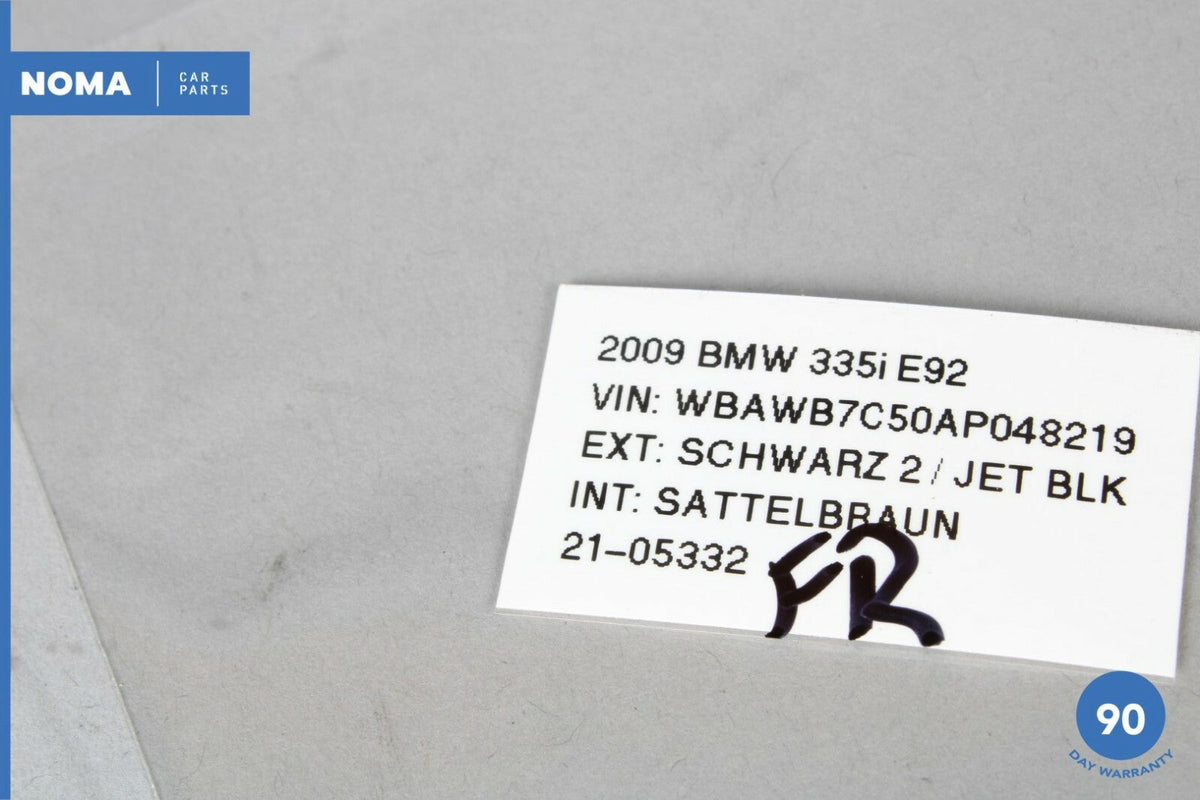 NOMA
CAR
PARTS
2009 BMW 335i E92
VIN: WBAWB7C50AP048219
EXT: SCHWARZ 2 / JET BLK
INT: SATTELBRAUN
21-05332
FR
90
DAY WARRANTY